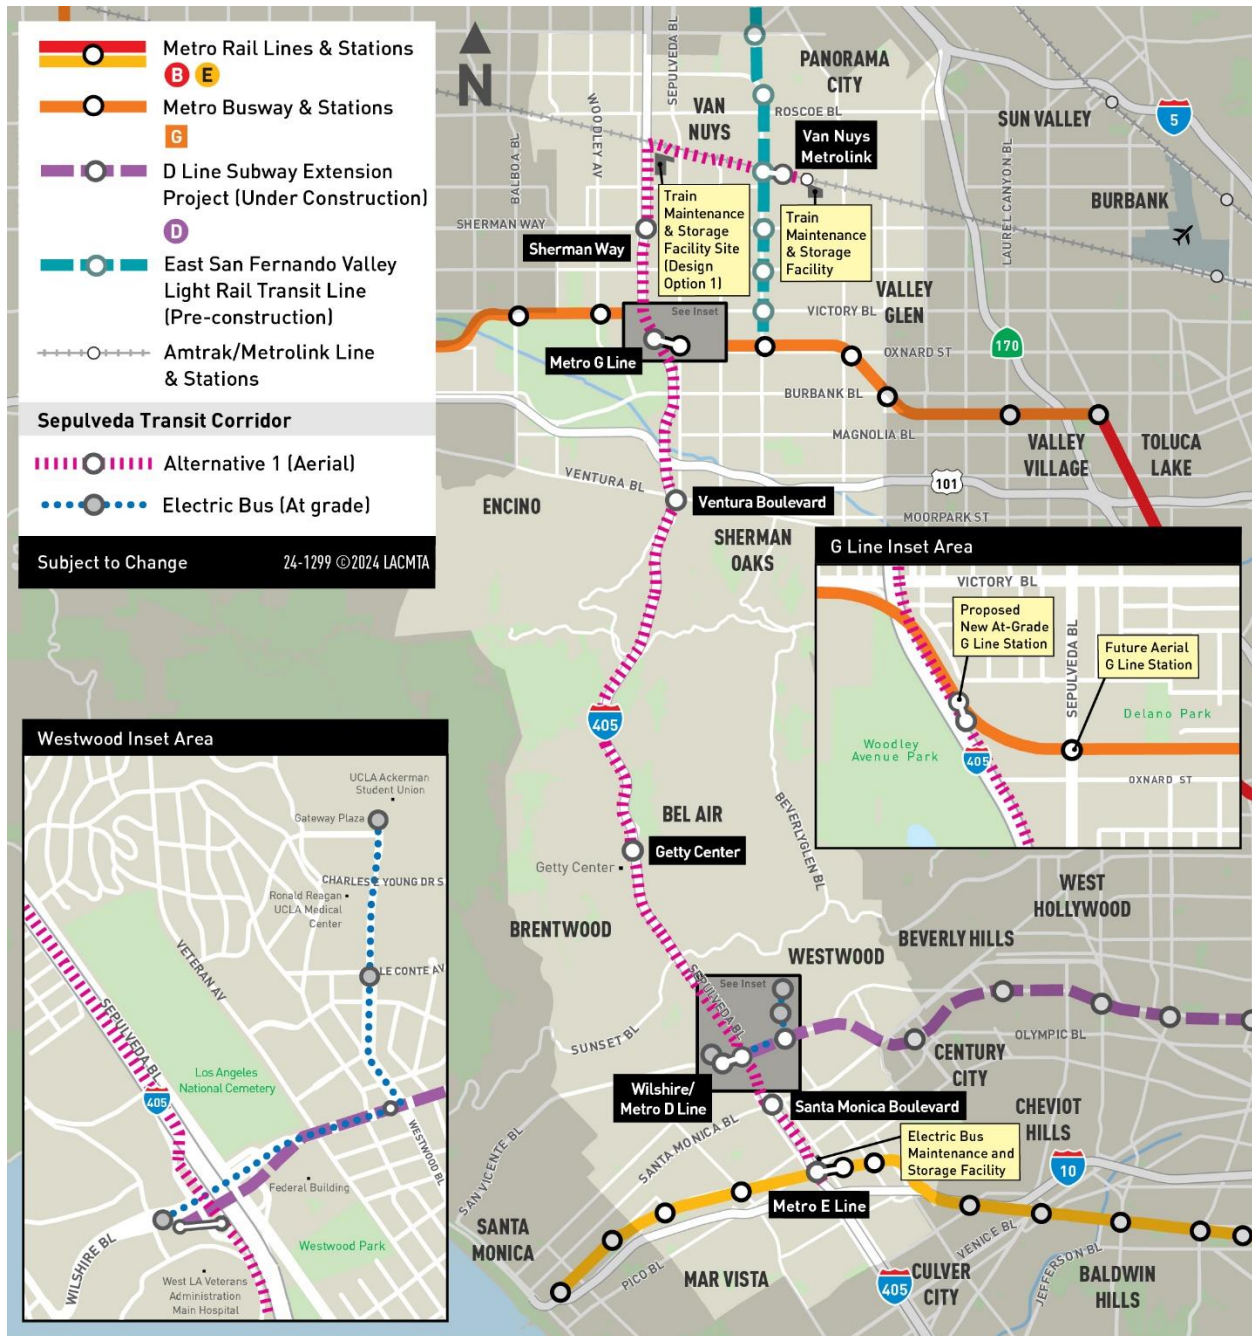 Metro Rail Lines & Stations
B E
Metro Busway & Stations
G
D Line Subway Extension
Project (Under Construction)
D
East San Fernando Valley
Light Rail Transit Line
(Pre-construction)
Amtrak/Metrolink Line
& Stations
Sepulveda Transit Corridor
Alternative 1 (Aerial)
Electric Bus (At grade)
Subject to Change
24-1299 ©2024 LACMTA
N
SEPULVEDA BL
WOODLEY AV
BALBOA BL
SHERMAN WAY
VAN
NUYS
PANORAMA
CITY
ROSCOE BL
Van Nuys
Metrolink
SUN VALLEY
5
LAUREL CANYON BL
BURBANK
Train
Maintenance
& Storage
Facility Site
(Design
Option 1)
Train
Maintenance
& Storage
Facility
Sherman Way
VALLEY
GLEN
VICTORY BL
See Inset
Metro G Line
OXNARD ST
170
BURBANK BL
MAGNOLIA BL
VALLEY
VILLAGE
TOLUCA
LAKE
VENTURA BL
101
ENCINO
Ventura Boulevard
MOORPARK ST
SHERMAN
OAKS
G Line Inset Area
VICTORY BL
Proposed
New At-Grade
G Line Station
SEPULVEDA BL
Future Aerial
G Line Station
Delano Park
Woodley
Avenue Park
405
OXNARD ST
405
BEL AIR
BEVERLYGLEN BL
Getty Center
Getty Center
BRENTWOOD
WEST
HOLLYWOOD
BEVERLY HILLS
WESTWOOD
See Inset
SEPULVEDA BL
SUNSET BL
OLYMPIC BL
CENTURY
CITY
Wilshire/
Metro D Line
Santa Monica Boulevard
CHEVIOT
HILLS
SANTA MONICA BL
Electric Bus
Maintenance and
Storage Facility
10
SAN VICENTE BL
Metro E Line
SANTA
MONICA
VENICE BL
PICO BL
MAR VISTA
405
CULVER
CITY
JEFFERSON BL
BALDWIN
HILLS
Westwood Inset Area
UCLA Ackerman
Student Union
Gateway Plaza
CHARLES E YOUNG DR S
Ronald Reagan
UCLA Medical
Center
VETERAN AV
LE CONTE AV
SEPULVEDA BL
Los Angeles
National Cemetery
405
WESTWOOD BL
Federal Building
WILSHIRE BL
Westwood Park
West LA Veterans
Administration
Main Hospital